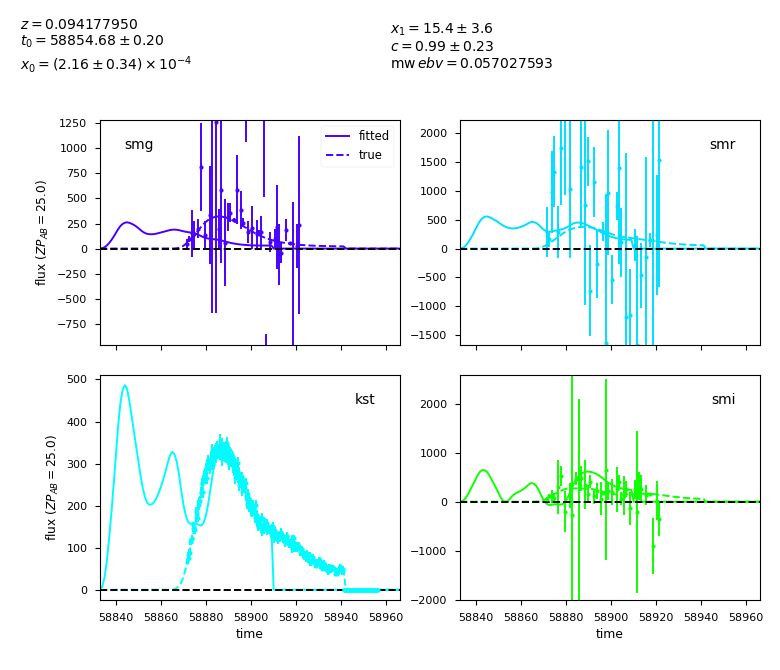 z = 0.094177950
t₀ = 58854.68 ± 0.20
x₀ = (2.16 ± 0.34) × 10⁻⁴
x₁ = 15.4 ± 3.6
c = 0.99 ± 0.23
mw ebv = 0.057027593
smg
fitted
true
1250
1000
750
500
250
0
−250
−500
−750
flux (ZP_AB = 25.0)
smr
2000
1500
1000
500
0
−500
−1000
−1500
kst
500
400
300
200
100
0
flux (ZP_AB = 25.0)
58840 58860 58880 58900 58920 58940 58960
time
smi
2000
1000
0
−1000
−2000
58840 58860 58880 58900 58920 58940 58960
time